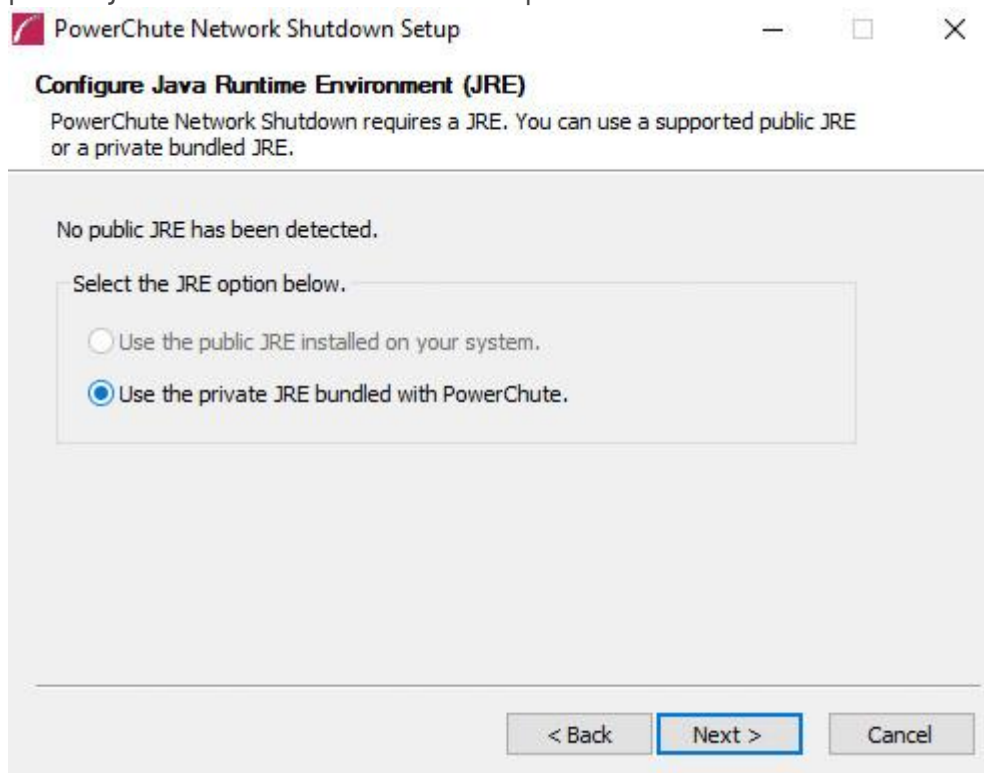 PowerChute Network Shutdown Setup
Configure Java Runtime Environment (JRE)
PowerChute Network Shutdown requires a JRE. You can use a supported public JRE
or a private bundled JRE.
No public JRE has been detected.
Select the JRE option below.
Use the public JRE installed on your system.
Use the private JRE bundled with PowerChute.
< Back
Next >
Cancel